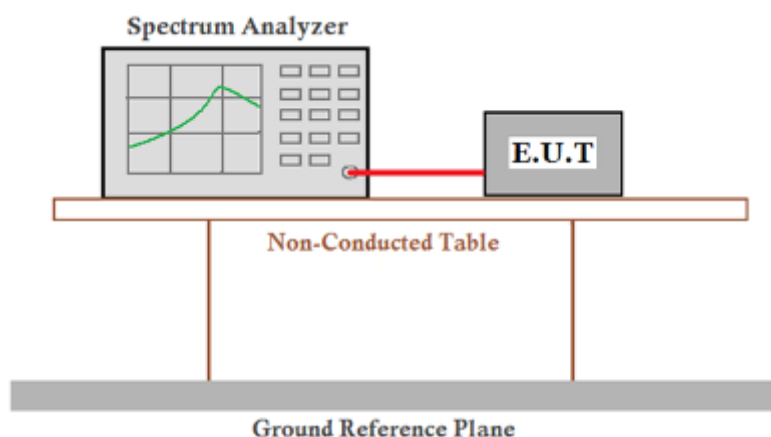 Spectrum Analyzer
E.U.T
Non-Conducted Table
Ground Reference Plane